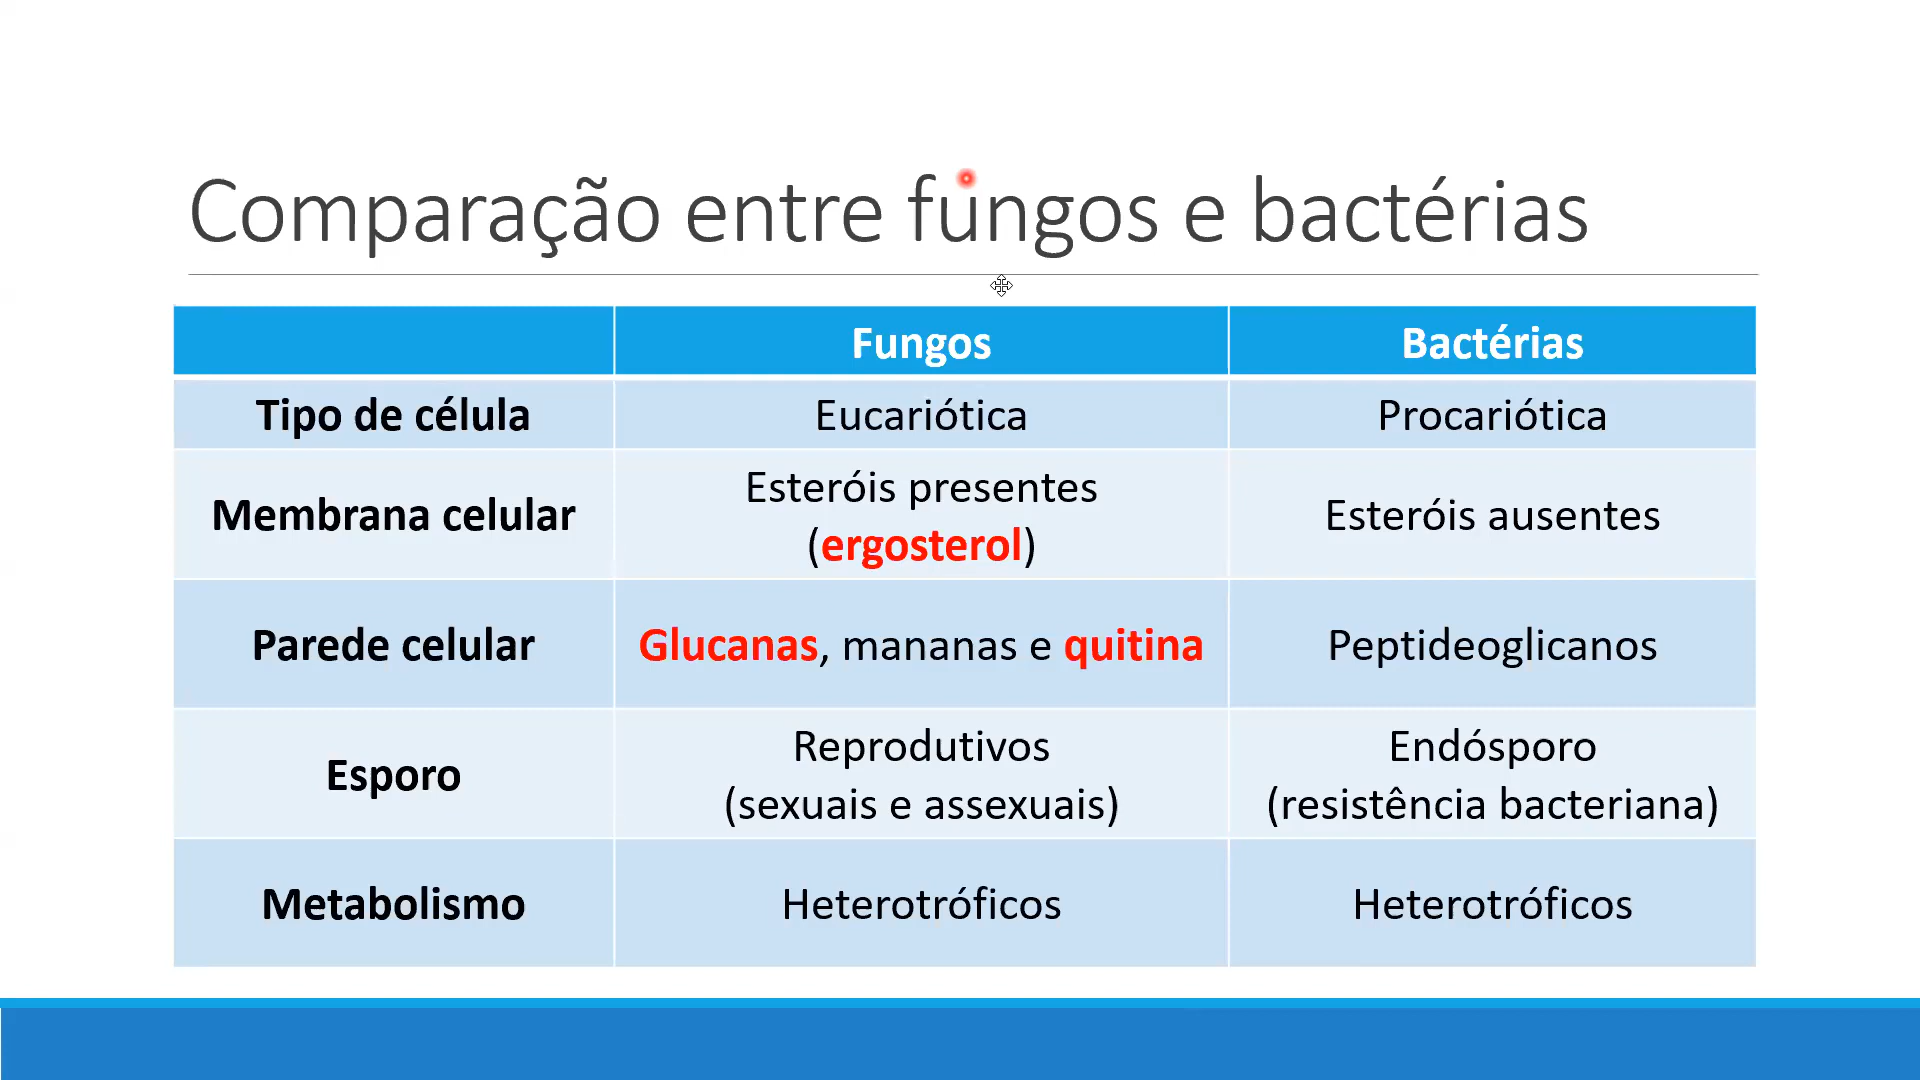 Comparação entre fungos e bactérias
Fungos
Bactérias
Tipo de célula
Eucariótica
Procariótica
Membrana celular
Esteróis presentes
(ergosterol)
Esteróis ausentes
Parede celular
Glucanas, mananas e quitina
Peptideoglicanos
Esporo
Reprodutivos
(sexuais e assexuais)
Endósporo
(resistência bacteriana)
Metabolismo
Heterotróficos
Heterotróficos